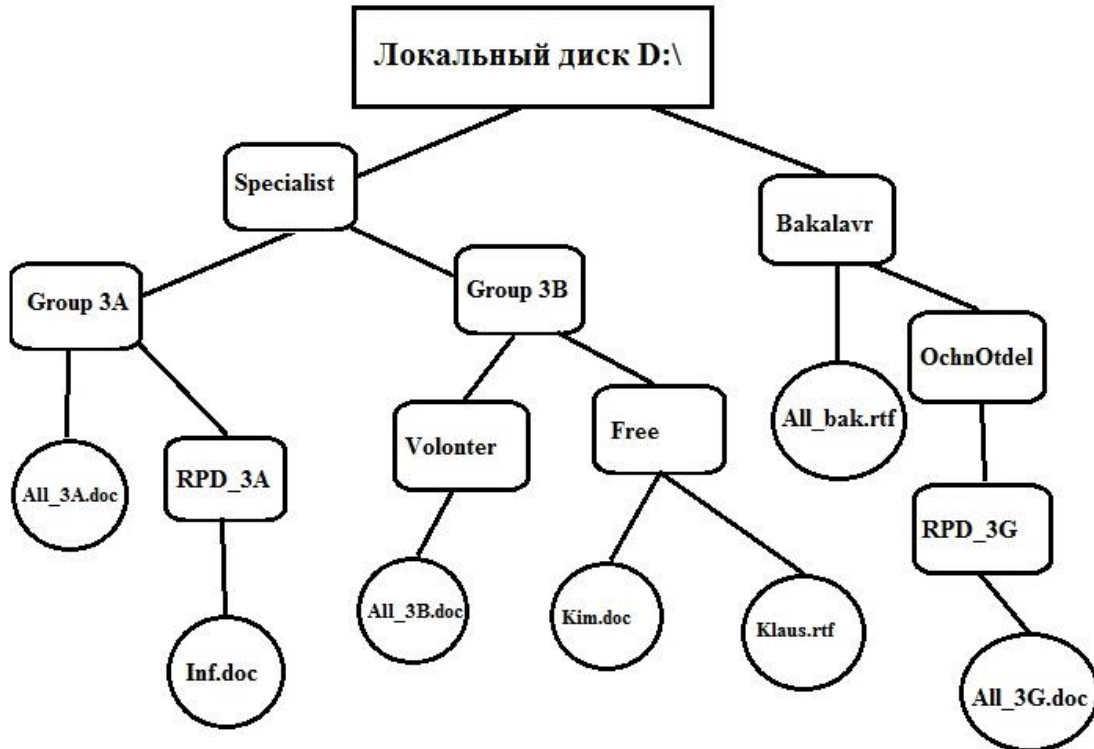 Локальный диск D:\
Specialist
Bakalavr
Group 3A
Group 3B
OchnOtdel
All_bak.rtf
Volonter
Free
All_3A.doc
RPD_3A
RPD_3G
All_3B.doc
Kim.doc
Klaus.rtf
Inf.doc
All_3G.doc